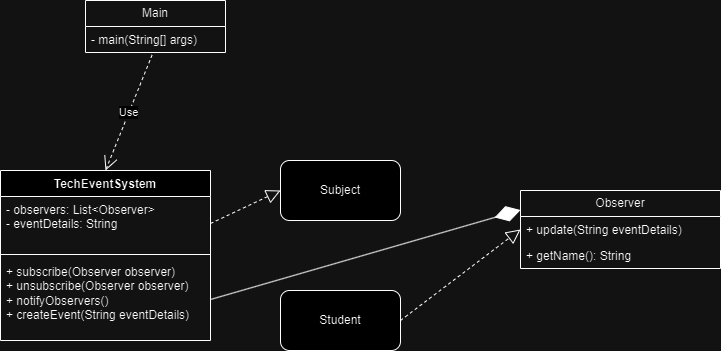 Main
- main(String[] args)
Use
TechEventSystem
- observers: List<Observer>
- eventDetails: String
+ subscribe(Observer observer)
+ unsubscribe(Observer observer)
+ notifyObservers()
+ createEvent(String eventDetails)
Subject
Student
Observer
+ update(String eventDetails)
+ getName(): String